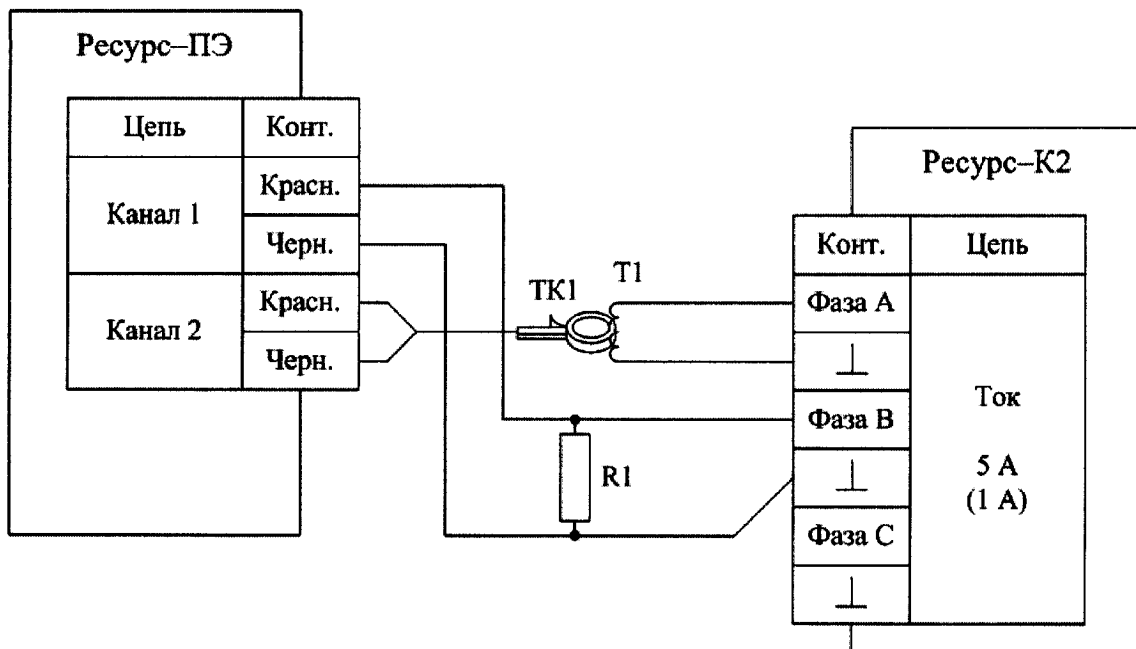 Ресурс–ПЭ
Цепь Конт.
Канал 1 Красн.
Черн.
Канал 2 Красн.
Черн.
ТК1
Т1
R1
Ресурс–К2
Конт. Цепь
Фаза А
Фаза В
Фаза С
Ток
5 А
(1 А)